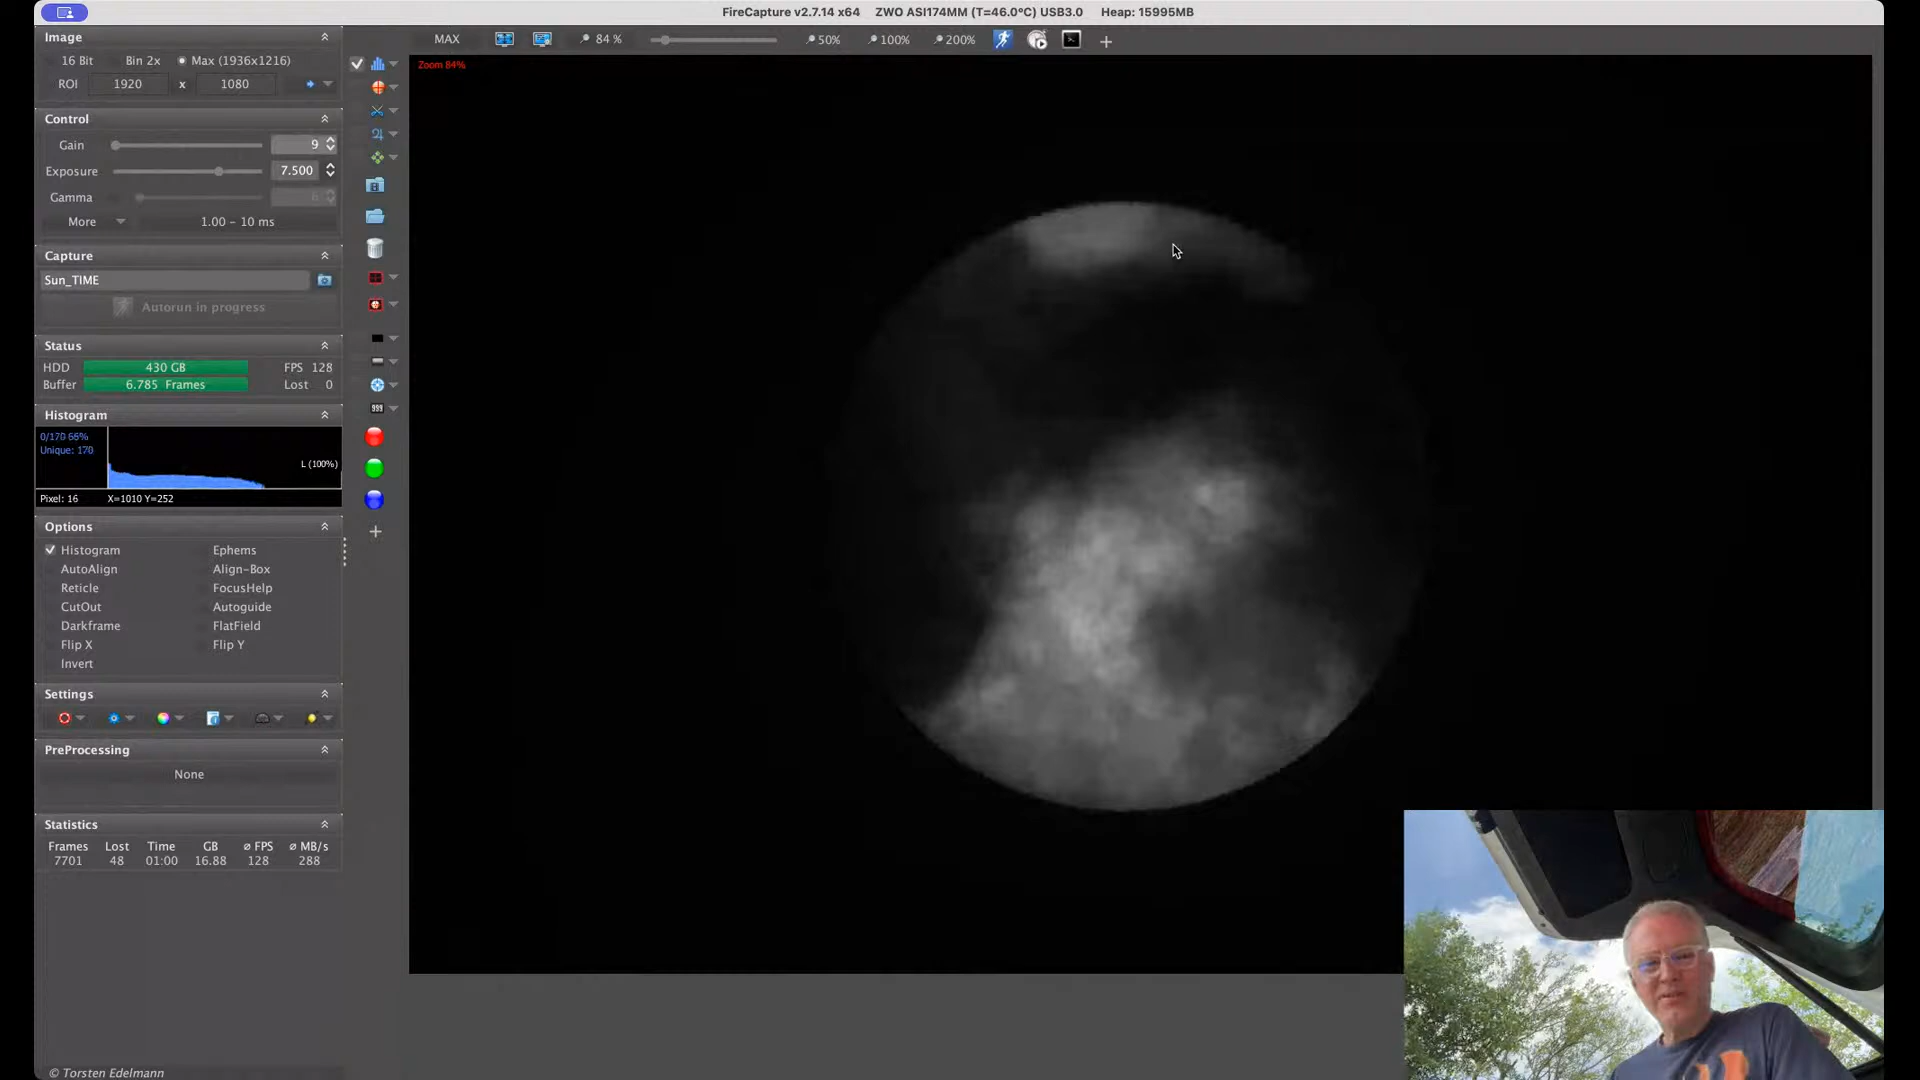 FireCapture v2.7.14 x64 ZWO ASI174MM (T=46.0°C) USB3.0 Heap: 15995MB
MAX 84 % 50% 100% 200%
Zoom 84%
Image
16 Bit Bin 2x Max (1936x1216)
ROI 1920 x 1080
Control
Gain 9
Exposure 7.500
Gamma 6
More 1.00 - 10 ms
Capture
Sun_TIME
Autorun in progress
Status
HDD 430 GB FPS 128
Buffer 6.785 Frames Lost 0
Histogram
0/170 66%
Unique: 170
L (100%)
Pixel: 16 X=1010 Y=252
999
Options
Histogram Ephems
AutoAlign Align-Box
Reticle FocusHelp
CutOut Autoguide
Darkframe FlatField
Flip X Flip Y
Invert
Settings
PreProcessing
None
Statistics
Frames Lost Time GB ø FPS ø MB/s
7701 48 01:00 16.88 128 288
© Torsten Edelmann